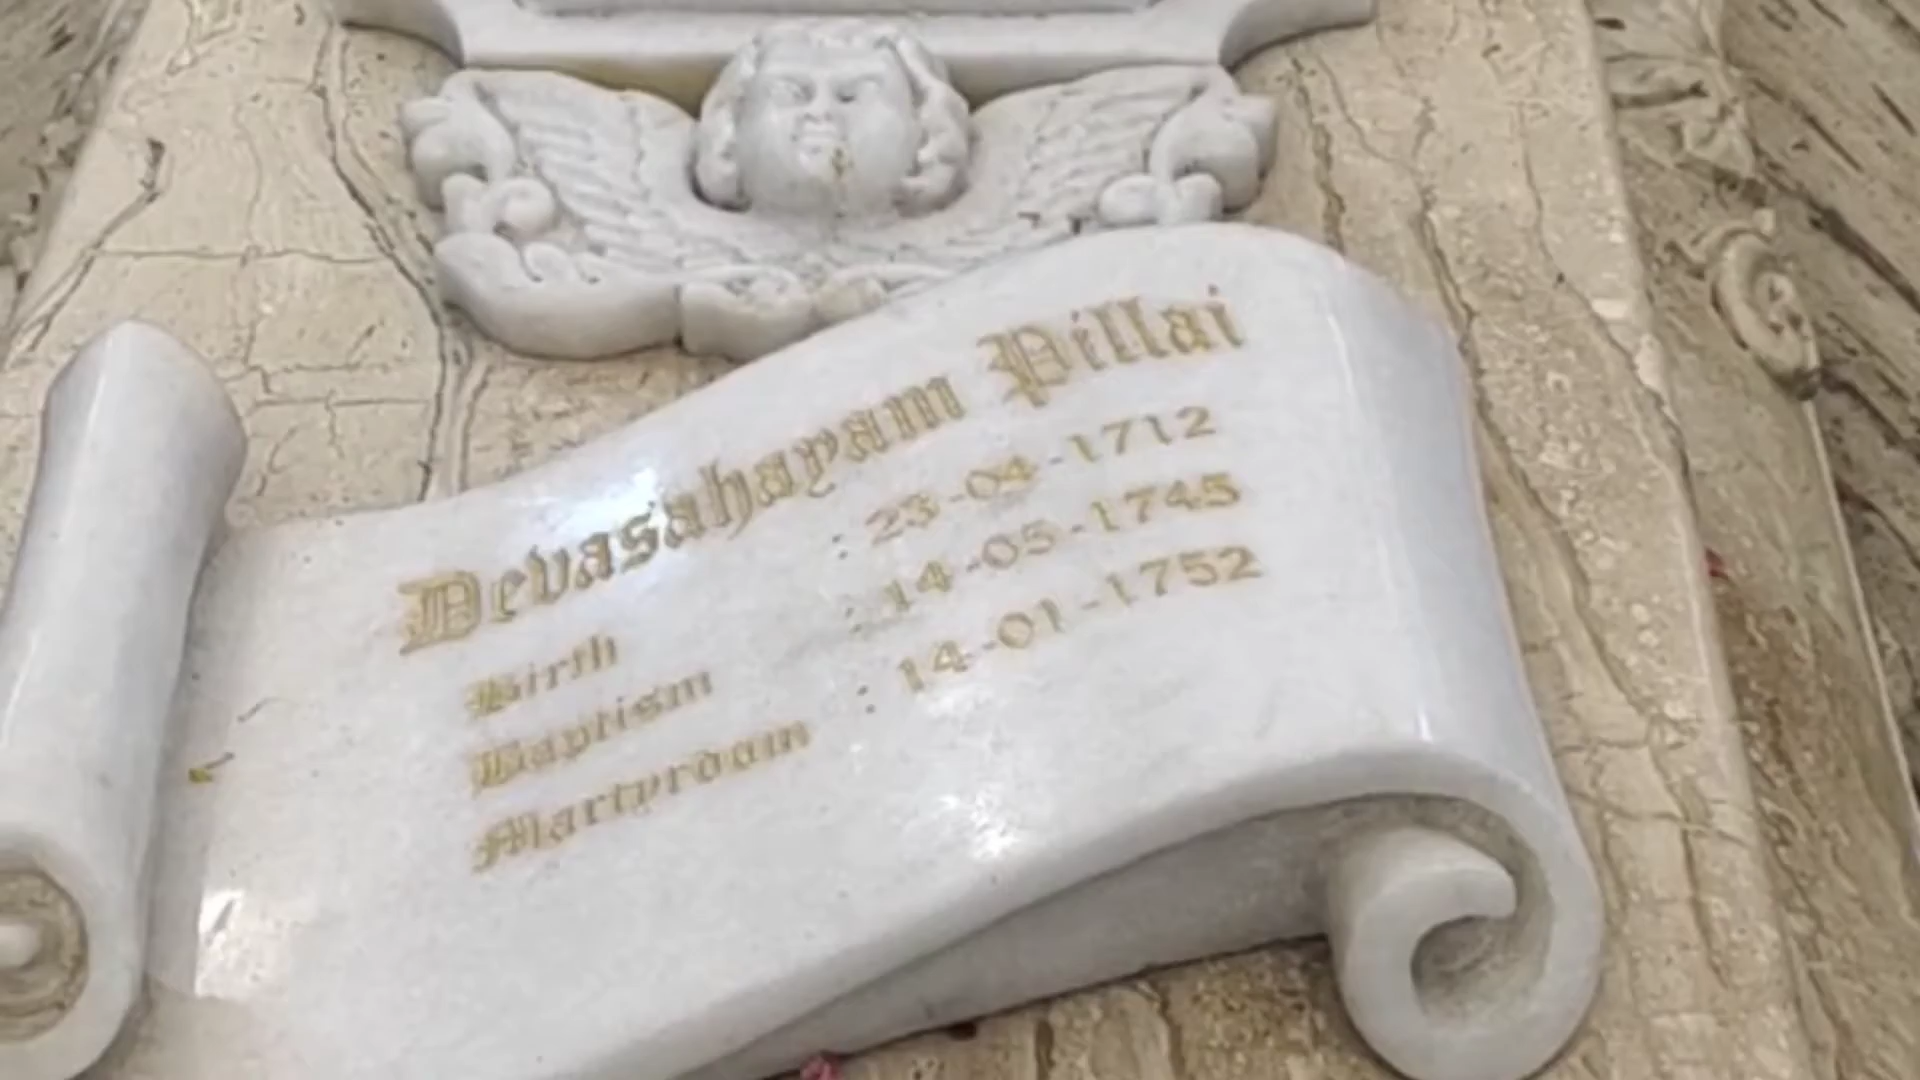 Devasahayam Pillai
Birth : 23-04-1712
Baptism : 14-05-1745
Martyrdom : 14-01-1752